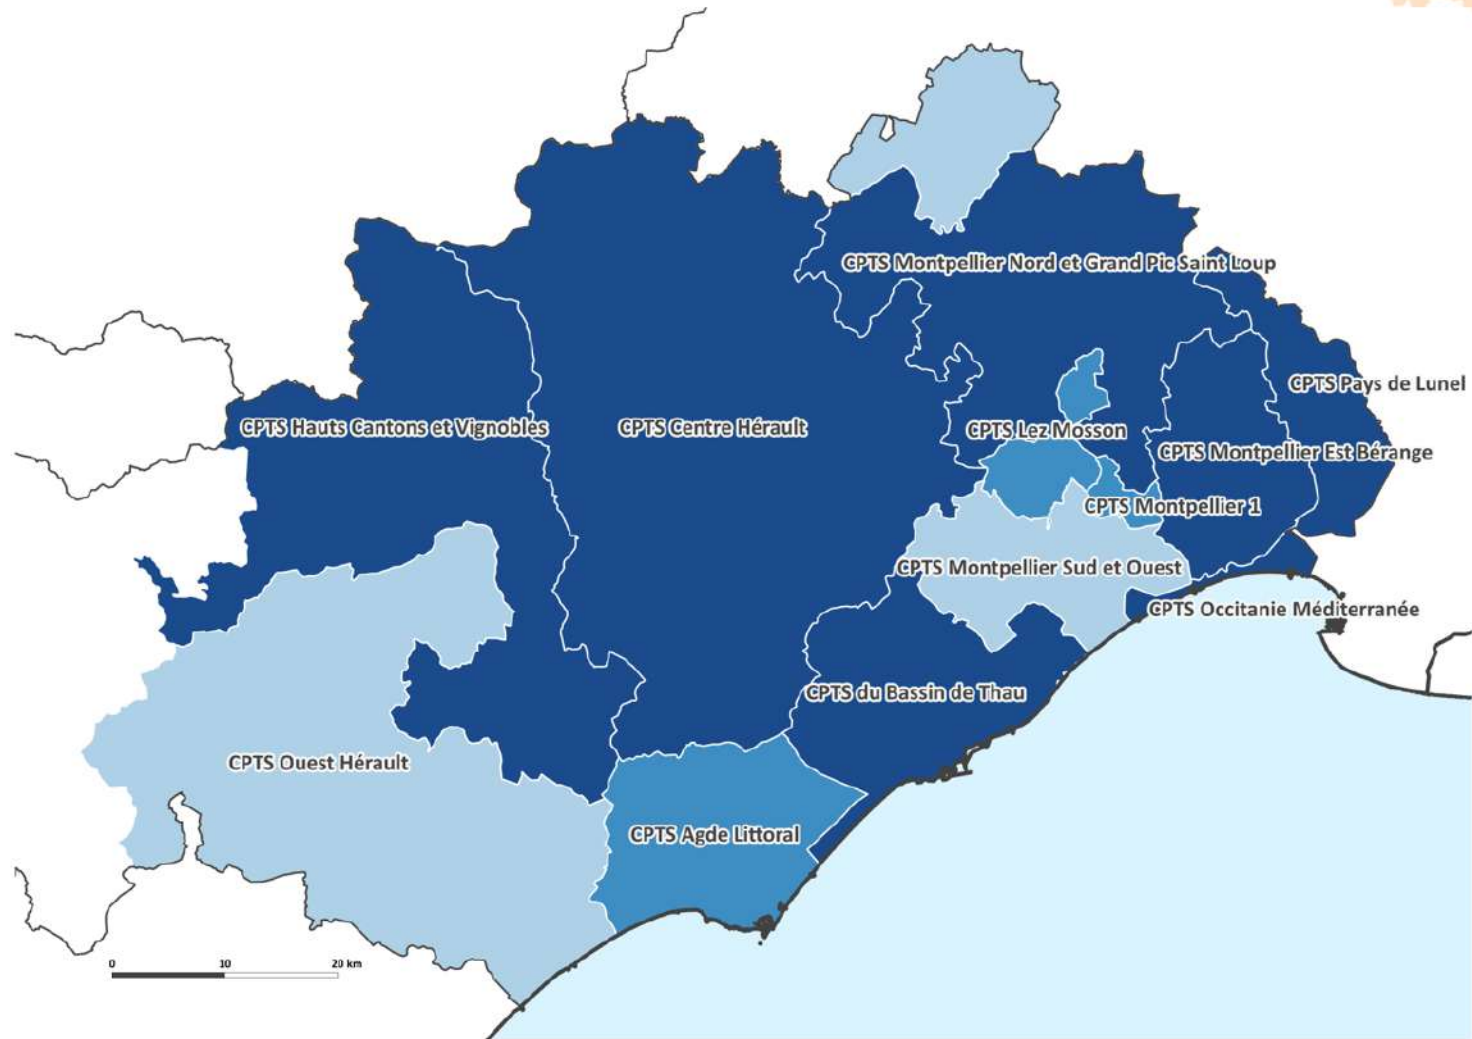 CPTS Montpellier Nord et Grand Pic Saint Loup
CPTS Pays de Lunel
CPTS Hauts Cantons et Vignobles
CPTS Centre Hérault
CPTS Lez Mosson
CPTS Montpellier Est Bérange
CPTS Montpellier 1
CPTS Montpellier Sud et Ouest
CPTS Occitanie Méditerranée
CPTS du Bassin de Thau
CPTS Ouest Hérault
CPTS Agde Littoral
0 10 20 km